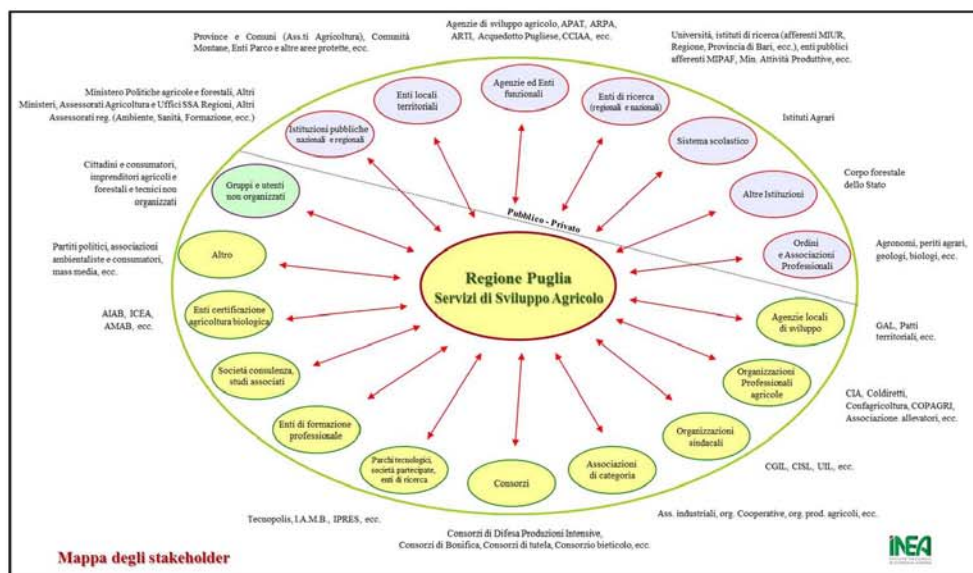 Agenzie di sviluppo agricolo, APAT, ARPA,
ARTI, Acquedotto Pugliese, CCIAA, ecc.
Province e Comuni (Ass.ti Agricoltura), Comunità
Montane, Enti Parco e altre aree protette, ecc.
Università, istituti di ricerca (afferenti MIUR,
Regione, Provincia di Bari, ecc.), enti pubblici
afferenti MIPAF, Min. Attività Produttive, ecc.
Ministero Politiche agricole e forestali, Altri
Ministeri, Assessorati Agricoltura e Uffici SSA Regioni, Altri
Assessorati reg. (Ambiente, Sanità, Formazione, ecc.)
Istituzioni pubbliche
nazionali e regionali
Enti locali
territoriali
Agenzie ed Enti
funzionali
Enti di ricerca
(regionali e nazionali)
Sistema scolastico
Istituti Agrari
Altre Istituzioni
Corpo forestale
dello Stato
Ordini
e Associazioni
Professionali
Agronomi, periti agrari,
geologi, biologi, ecc.
Cittadini e consumatori,
imprenditori agricoli e
forestali e tecnici non
organizzati
Gruppi e utenti
non organizzati
Pubblico - Privato
Partiti politici, associazioni
ambientaliste e consumatori,
mass media, ecc.
Altro
Regione Puglia
Servizi di Sviluppo Agricolo
AIAB, ICEA,
AMAB, ecc.
Enti certificazione
agricoltura biologica
Agenzie locali
di sviluppo
GAL, Patti
territoriali, ecc.
Società consulenza,
studi associati
Organizzazioni
Professionali
agricole
CIA, Coldiretti,
Confagricoltura, COPAGRI,
Associazione allevatori, ecc.
Enti di formazione
professionale
Organizzazioni
sindacali
CGIL, CISL, UIL, ecc.
Parchi tecnologici,
società partecipate,
enti di ricerca
Consorzi
Associazioni
di categoria
Tecnopolis, I.A.M.B., IPRES, ecc.
Ass. industriali, org. Cooperative, org. prod. agricoli, ecc.
Consorzi di Difesa Produzioni Intensive,
Consorzi di Bonifica, Consorzi di tutela, Consorzio bieticolo, ecc.
Mappa degli stakeholder
INEA